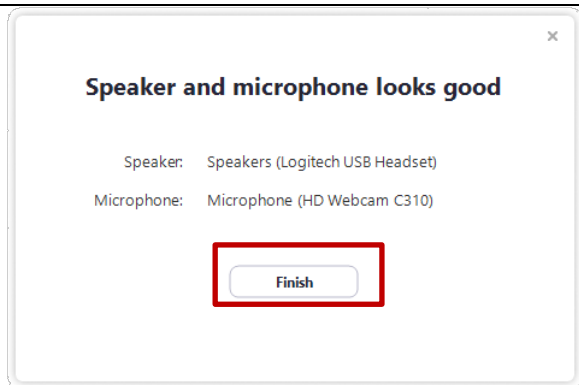 Speaker and microphone looks good
Speaker: Speakers (Logitech USB Headset)
Microphone: Microphone (HD Webcam C310)
Finish